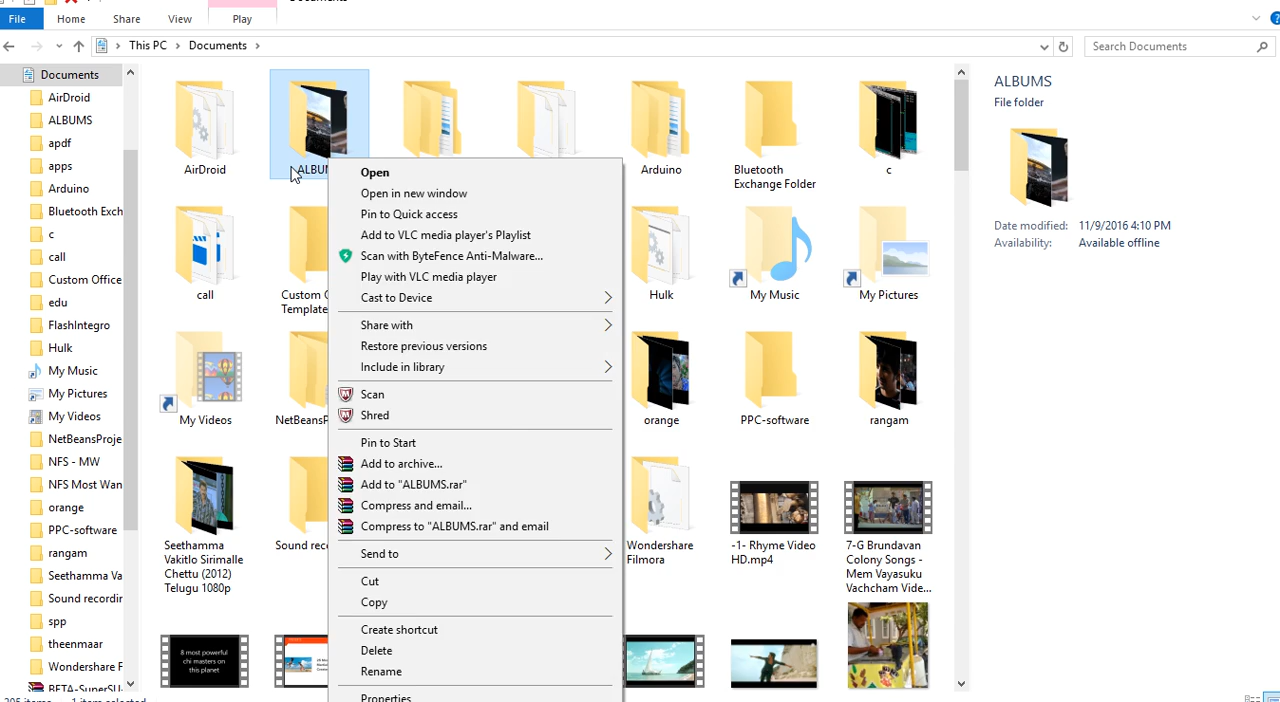 File Home Share View Play
This PC > Documents >
Search Documents
Documents
AirDroid
ALBUMS
apdf
apps
Arduino
Bluetooth Exch
c
call
Custom Office
edu
FlashIntegro
Hulk
My Music
My Pictures
My Videos
NetBeansProje
NFS - MW
NFS Most Wan
orange
PPC-software
rangam
Seethamma Va
Sound recordin
spp
theenmaar
Wondershare F
AirDroid
ALBUM
Arduino
Bluetooth
Exchange Folder
c
call
Custom O
Template
Hulk
My Music
My Pictures
My Videos
NetBeansP
orange
PPC-software
rangam
Seethamma
Vakitlo Sirimalle
Chettu (2012)
Telugu 1080p
Sound reco
Wondershare
Filmora
-1- Rhyme Video
HD.mp4
7-G Brundavan
Colony Songs -
Mem Vayasuku
Vachcham Vide...
8 most powerful
chi masters on
this planet
Open
Open in new window
Pin to Quick access
Add to VLC media player's Playlist
Scan with ByteFence Anti-Malware...
Play with VLC media player
Cast to Device
Share with
Restore previous versions
Include in library
Scan
Shred
Pin to Start
Add to archive...
Add to "ALBUMS.rar"
Compress and email...
Compress to "ALBUMS.rar" and email
Send to
Cut
Copy
Create shortcut
Delete
Rename
Properties
ALBUMS
File folder
Date modified: 11/9/2016 4:10 PM
Availability: Available offline